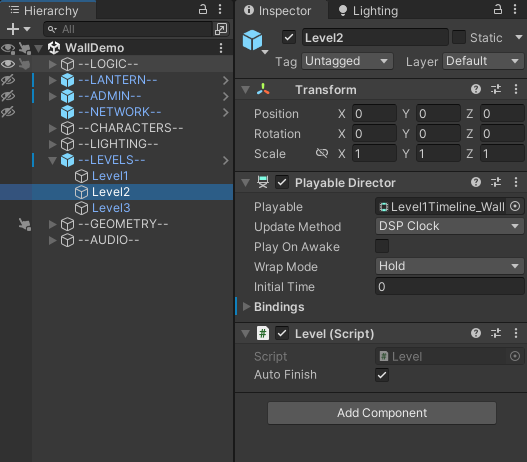 Hierarchy
All
WallDemo
--LOGIC--
--LANTERN--
--ADMIN--
--NETWORK--
--CHARACTERS--
--LIGHTING--
--LEVELS--
Level1
Level2
Level3
--GEOMETRY--
--AUDIO--
Inspector
Lighting
Level2
Static
Tag Untagged Layer Default
Transform
Position X 0 Y 0 Z 0
Rotation X 0 Y 0 Z 0
Scale X 1 Y 1 Z 1
Playable Director
Playable Level1Timeline_Wall
Update Method DSP Clock
Play On Awake
Wrap Mode Hold
Initial Time 0
Bindings
# Level (Script)
Script # Level
Auto Finish
Add Component